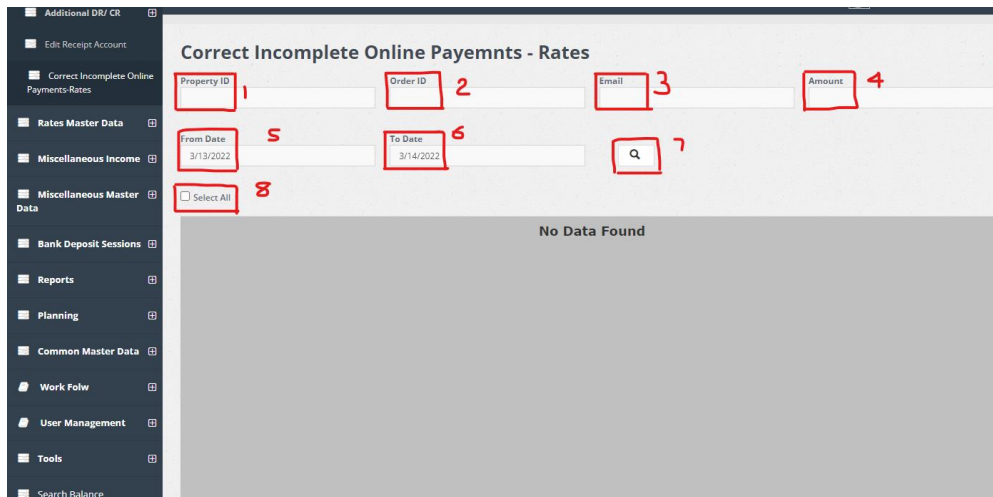 Additional DR/ CR
Edit Receipt Account
Correct Incomplete Online
Payments-Rates
Rates Master Data
Miscellaneous Income
Miscellaneous Master
Data
Bank Deposit Sessions
Reports
Planning
Common Master Data
Work Folw
User Management
Tools
Search Balance
Correct Incomplete Online Payemnts - Rates
Property ID 1 Order ID 2 Email 3 Amount 4
From Date 5 To Date 6
3/13/2022 3/14/2022 7
Select All 8
No Data Found